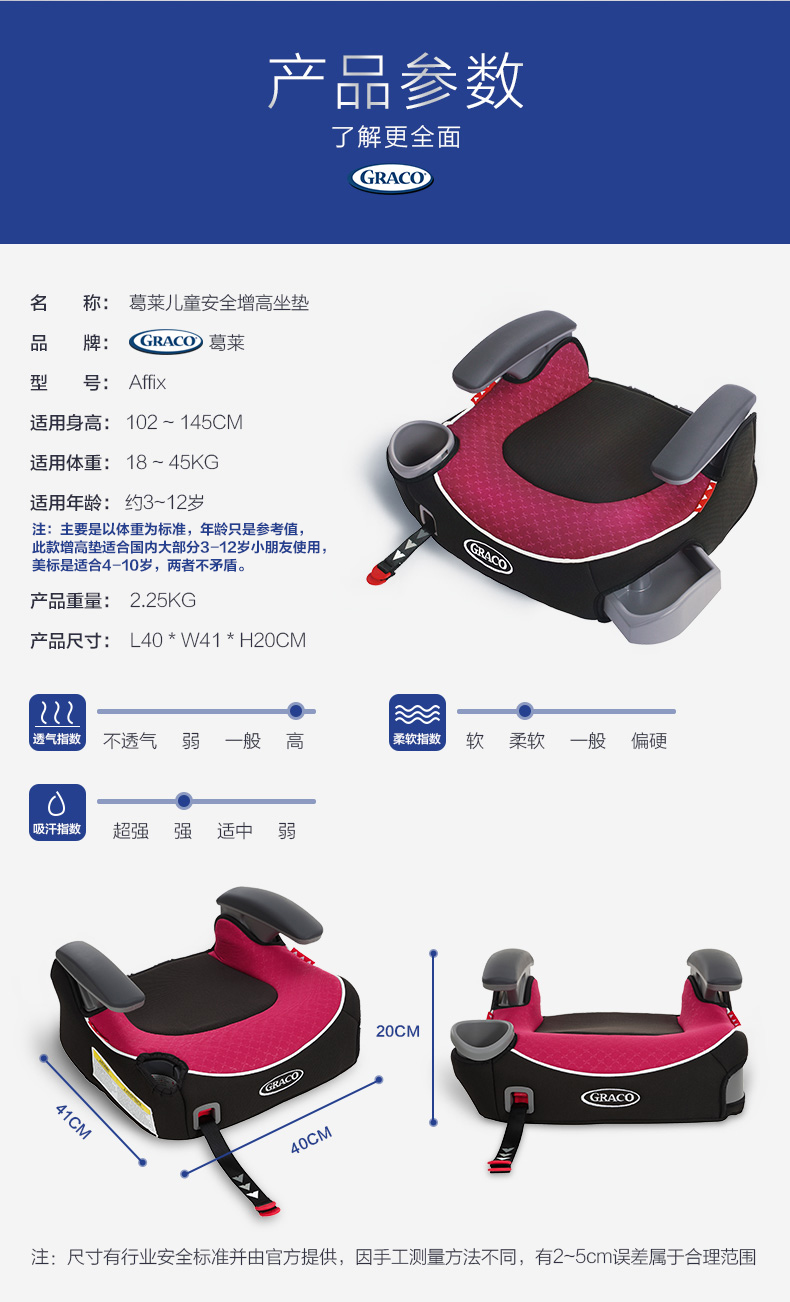 产品参数
了解更全面
GRACO
名 称： 葛莱儿童安全增高坐垫
品 牌： GRACO 葛莱
型 号： Affix
适用身高： 102 ~ 145CM
适用体重： 18 ~ 45KG
适用年龄： 约3~12岁
注：主要是以体重为标准，年龄只是参考值，
此款增高垫适合国内大部分3-12岁小朋友使用，
美标是适合4-10岁，两者不矛盾。
产品重量： 2.25KG
产品尺寸： L40 * W41 * H20CM
GRACO
透气指数 不透气 弱 一般 高
柔软指数 软 柔软 一般 偏硬
吸汗指数 超强 强 适中 弱
20CM
GRACO
GRACO
41CM
40CM
注：尺寸有行业安全标准并由官方提供，因手工测量方法不同，有2~5cm误差属于合理范围